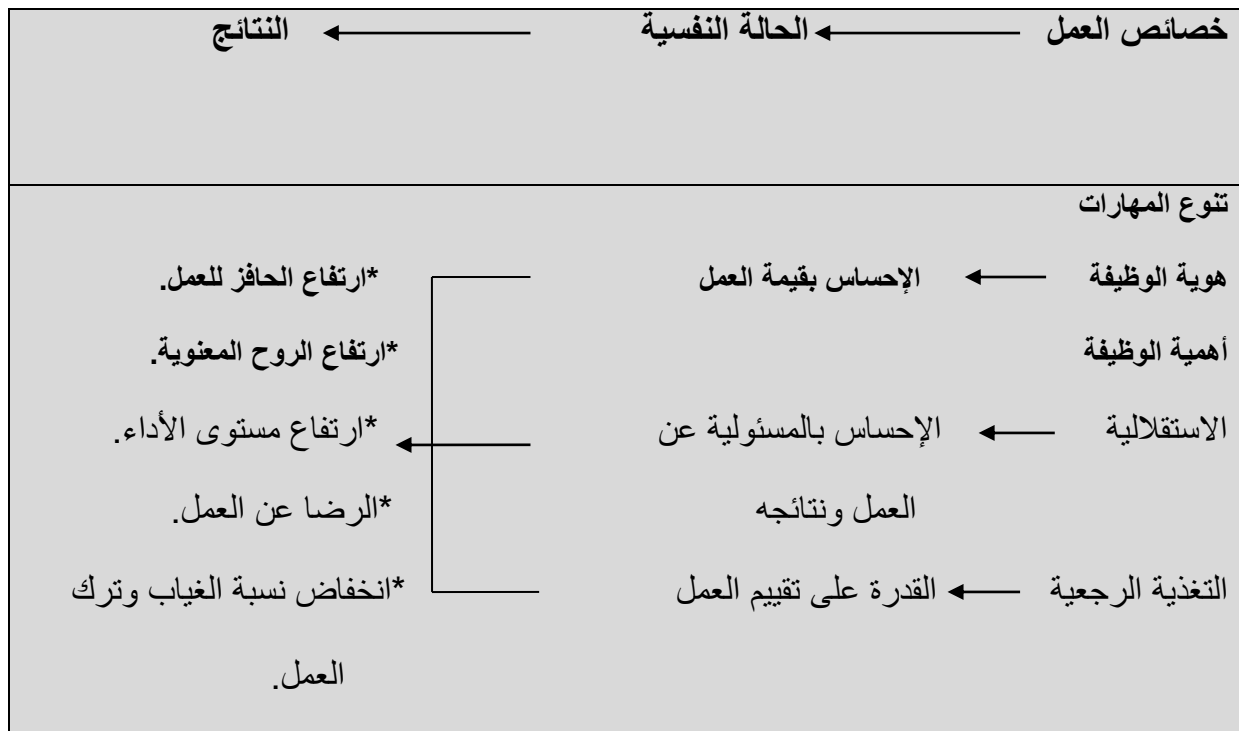 خصائص العمل الحالة النفسية النتائج
تنوع المهارات
هوية الوظيفة الإحساس بقيمة العمل *ارتفاع الحافز للعمل.
أهمية الوظيفة *ارتفاع الروح المعنوية.
الاستقلالية الإحساس بالمسئولية عن *ارتفاع مستوى الأداء.
العمل ونتائجه *الرضا عن العمل.
التغذية الرجعية القدرة على تقييم العمل *انخفاض نسبة الغياب وترك
العمل.